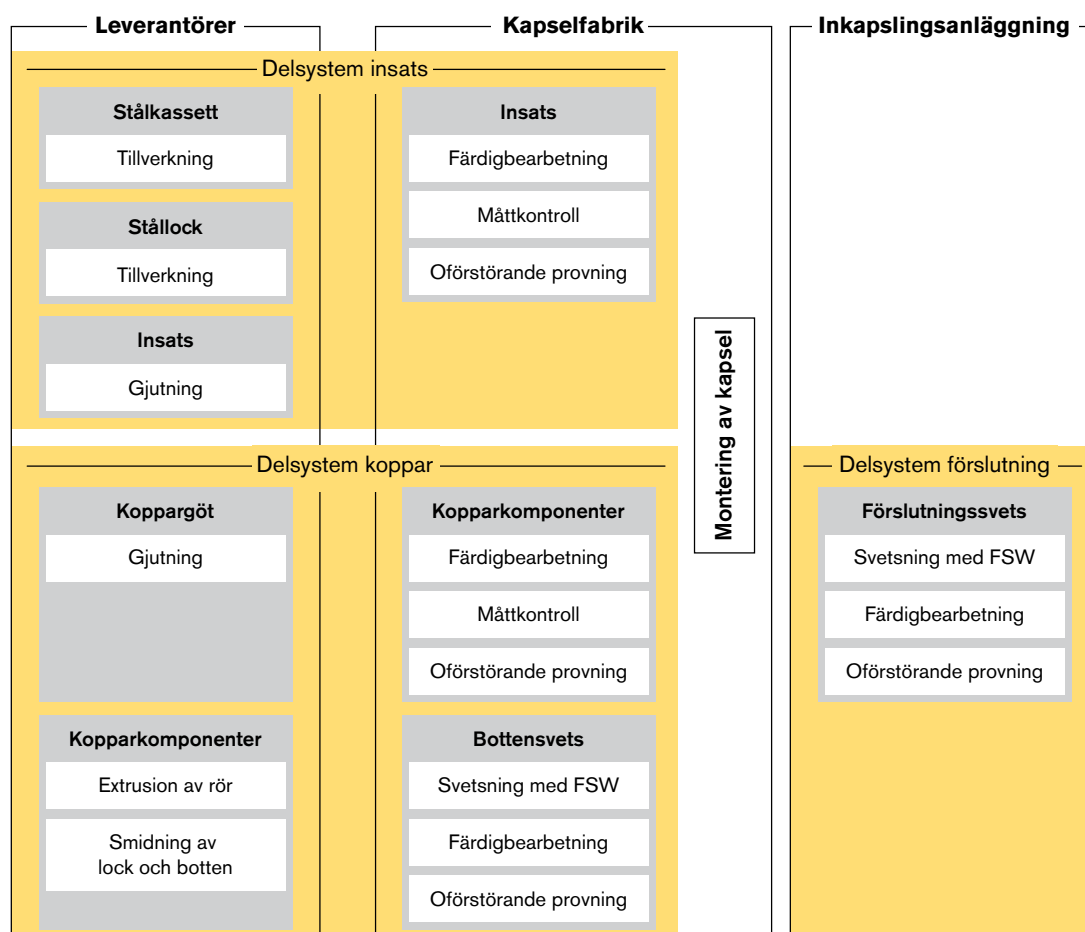 Leverantörer
Kapselfabrik
Inkapslingsanläggning
Delsystem insats
Stålkassett
Tillverkning
Stållock
Tillverkning
Insats
Gjutning
Insats
Färdigbearbetning
Måttkontroll
Oförstörande provning
Montering av kapsel
Delsystem koppar
Koppargöt
Gjutning
Kopparkomponenter
Extrusion av rör
Smidning av
lock och botten
Kopparkomponenter
Färdigbearbetning
Måttkontroll
Oförstörande provning
Bottensvets
Svetsning med FSW
Färdigbearbetning
Oförstörande provning
Delsystem förslutning
Förslutningssvets
Svetsning med FSW
Färdigbearbetning
Oförstörande provning